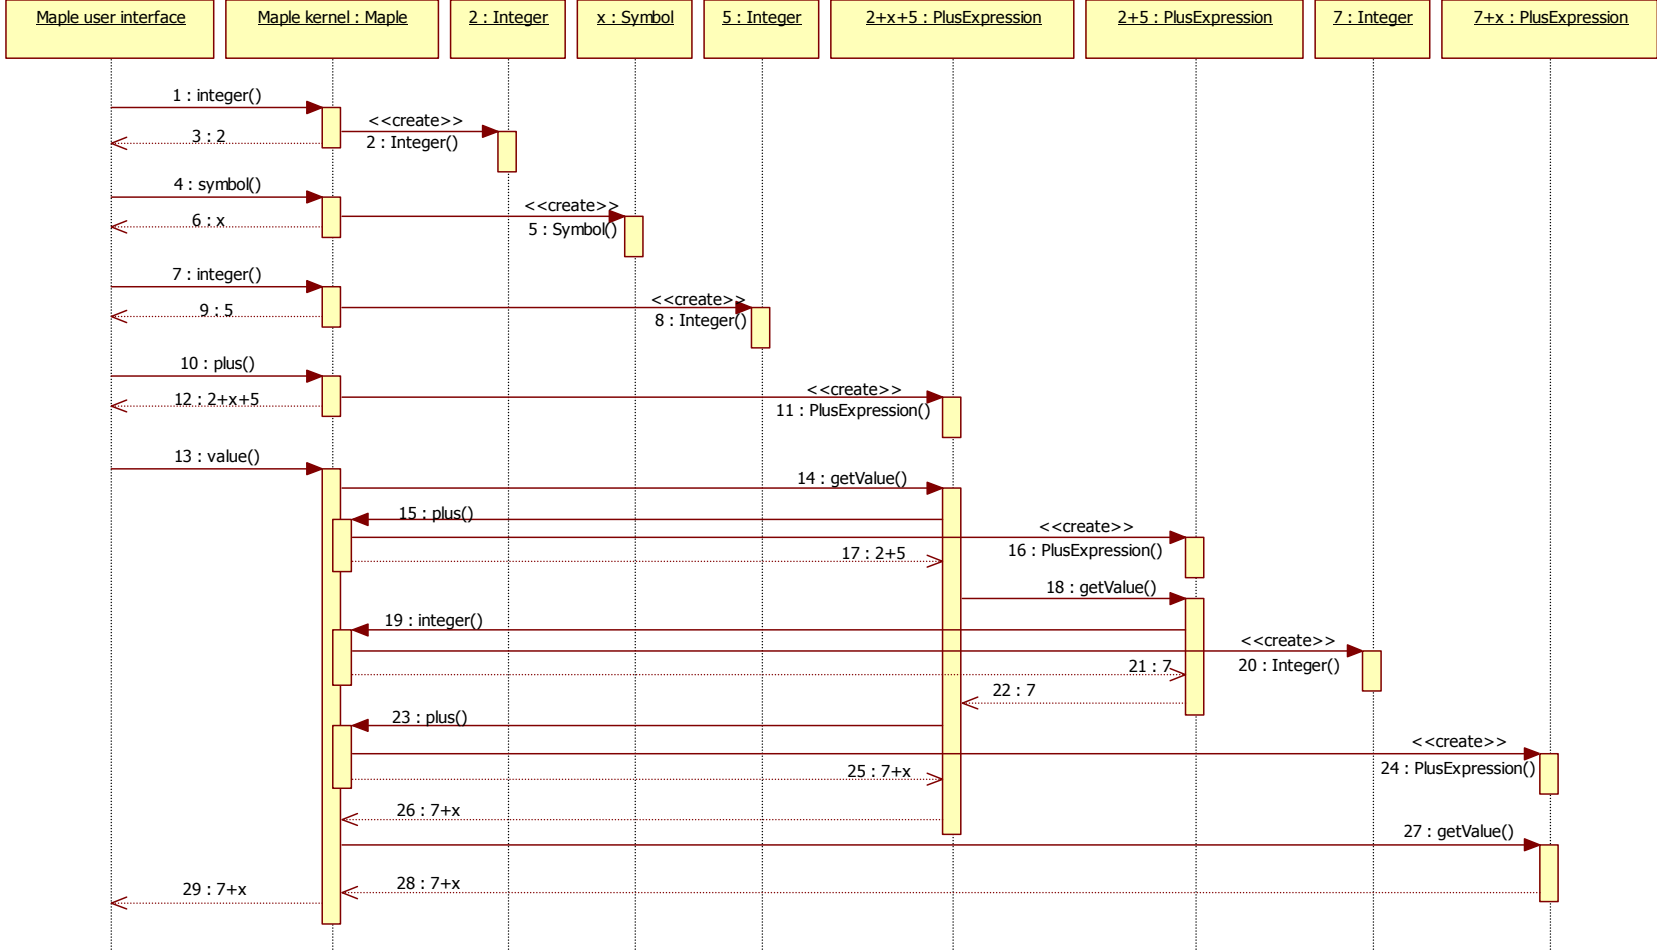 Maple user interface
Maple kernel : Maple
2 : Integer
x : Symbol
5 : Integer
2+x+5 : PlusExpression
2+5 : PlusExpression
7 : Integer
7+x : PlusExpression
1 : integer()
<<create>>
2 : Integer()
3 : 2
4 : symbol()
<<create>>
5 : Symbol()
6 : x
7 : integer()
<<create>>
8 : Integer()
9 : 5
10 : plus()
<<create>>
11 : PlusExpression()
12 : 2+x+5
13 : value()
14 : getValue()
15 : plus()
<<create>>
16 : PlusExpression()
17 : 2+5
18 : getValue()
19 : integer()
<<create>>
20 : Integer()
21 : 7
22 : 7
23 : plus()
<<create>>
24 : PlusExpression()
25 : 7+x
26 : 7+x
27 : getValue()
28 : 7+x
29 : 7+x